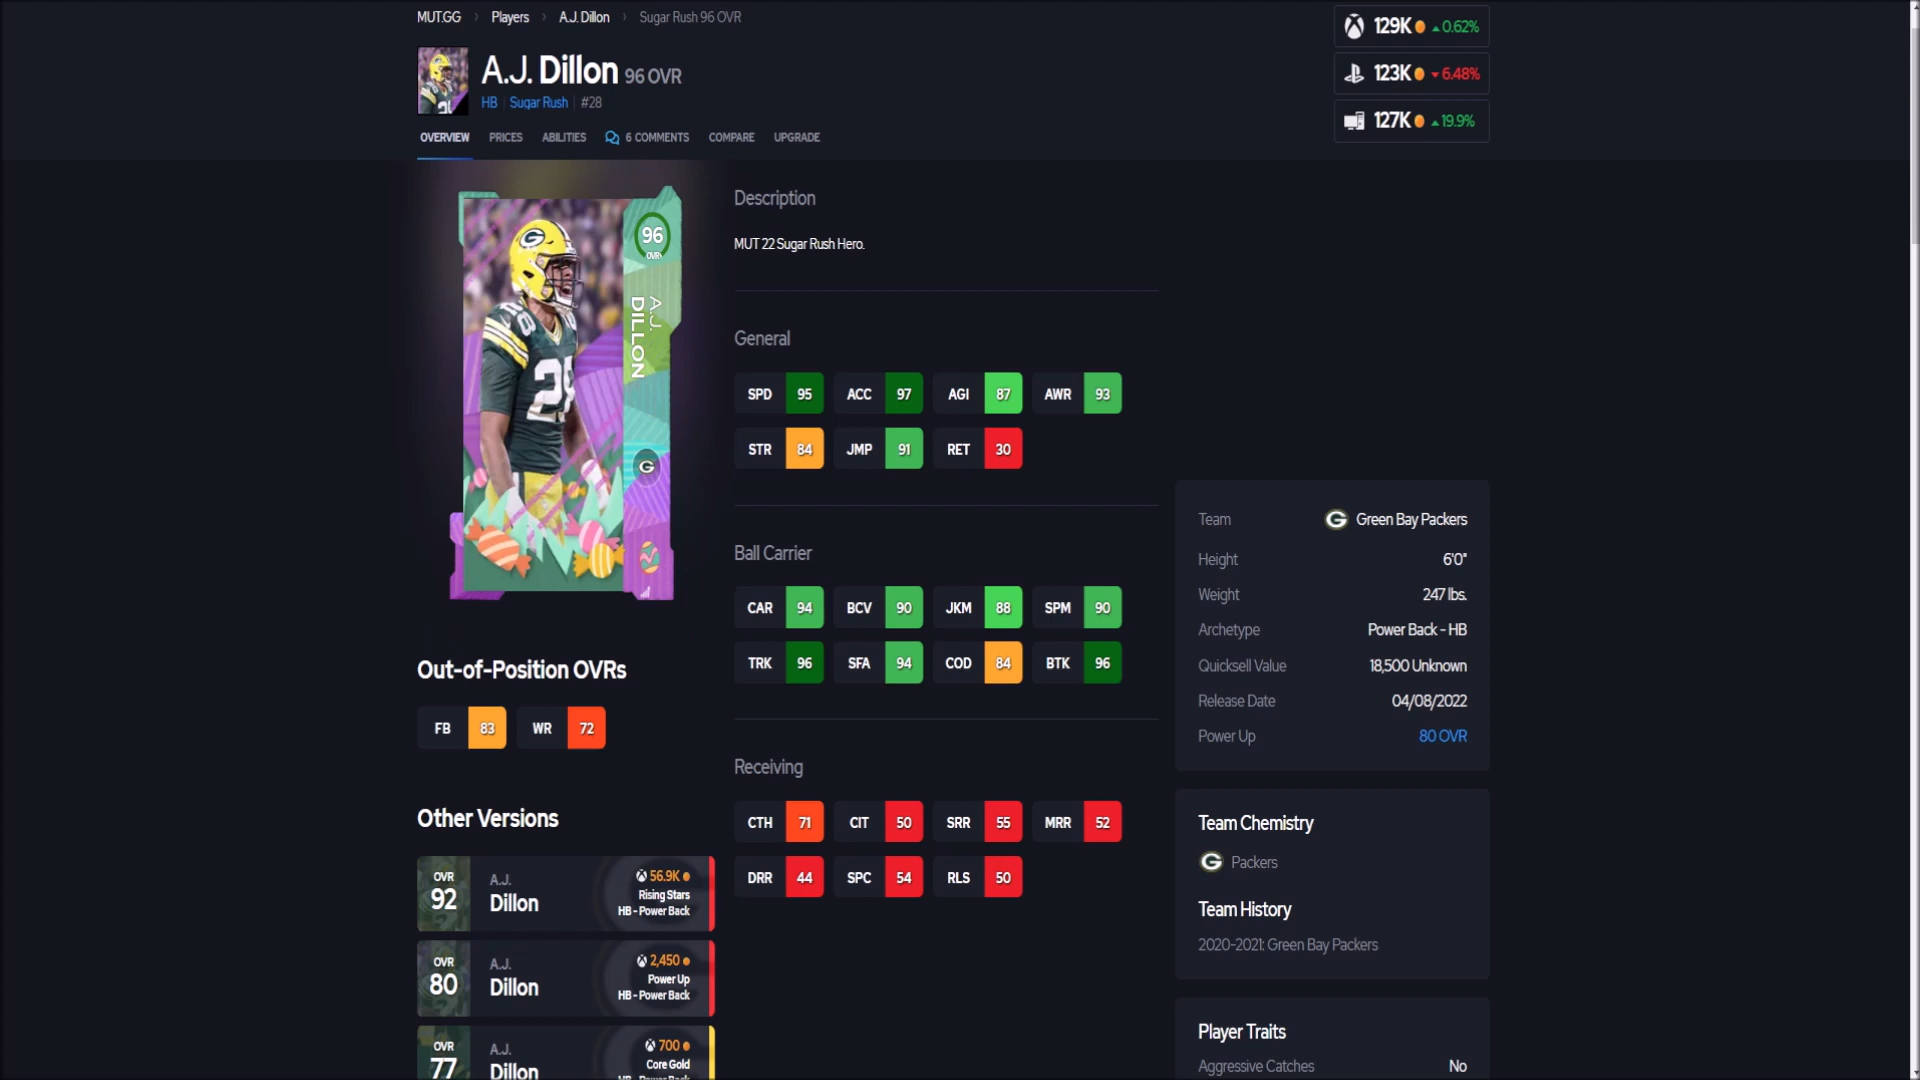 MUT.GG › Players › A.J. Dillon › Sugar Rush 96 OVR
A.J. Dillon 96 OVR
HB Sugar Rush #28
129K 0.62%
123K 6.48%
127K 19.9%
OVERVIEW PRICES ABILITIES 6 COMMENTS COMPARE UPGRADE
96
OVR
A.J.
DILLON
28
G
Description
MUT 22 Sugar Rush Hero.
General
SPD 95 ACC 97 AGI 87 AWR 93
STR 84 JMP 91 RET 30
Ball Carrier
CAR 94 BCV 90 JKM 88 SPM 90
TRK 96 SFA 94 COD 84 BTK 96
Receiving
CTH 71 CIT 50 SRR 55 MRR 52
DRR 44 SPC 54 RLS 50
Out-of-Position OVRs
FB 83 WR 72
Other Versions
OVR 92 A.J. Dillon 56.9K Rising Stars HB - Power Back
OVR 80 A.J. Dillon 2,450 Power Up HB - Power Back
OVR 77 A.J. Dillon 700 Core Gold HB - Power Back
Team G Green Bay Packers
Height 6'0"
Weight 247 lbs.
Archetype Power Back - HB
Quicksell Value 18,500 Unknown
Release Date 04/08/2022
Power Up 80 OVR
Team Chemistry
G Packers
Team History
2020-2021: Green Bay Packers
Player Traits
Aggressive Catches No